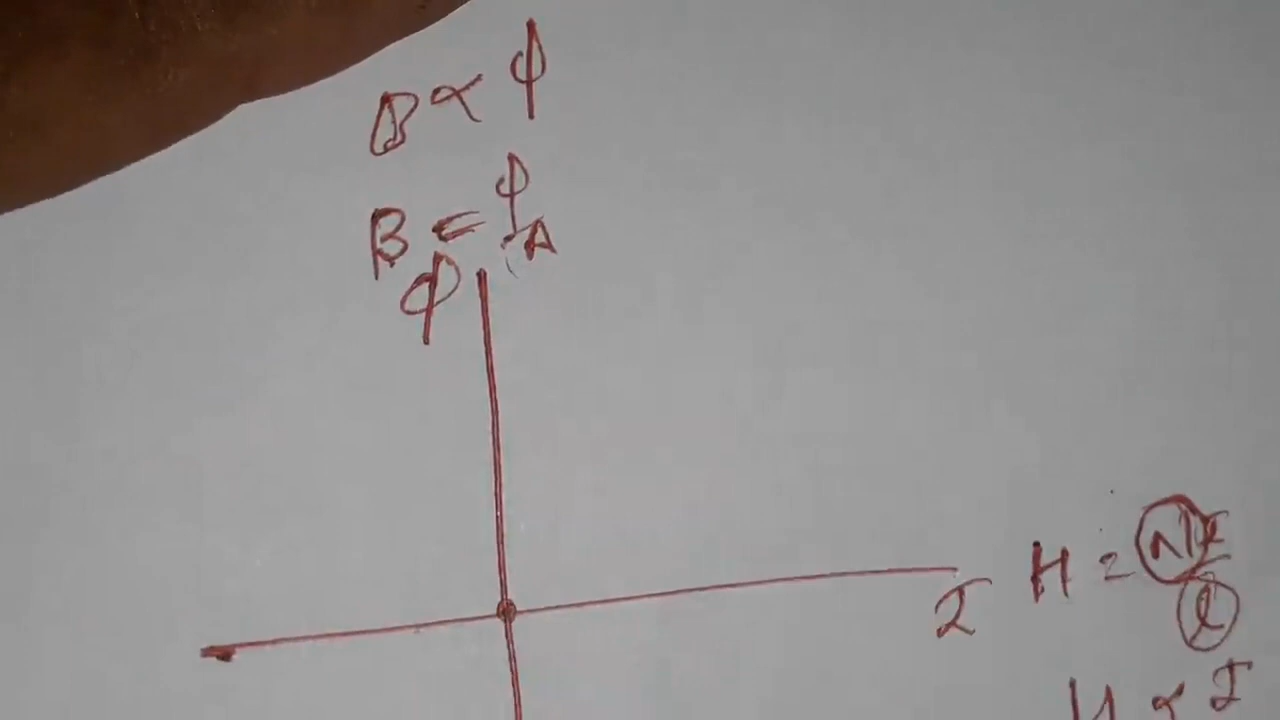 B ∝ ϕ
B = ϕ/A
ϕ
I
H = NI/l
H ∝ I